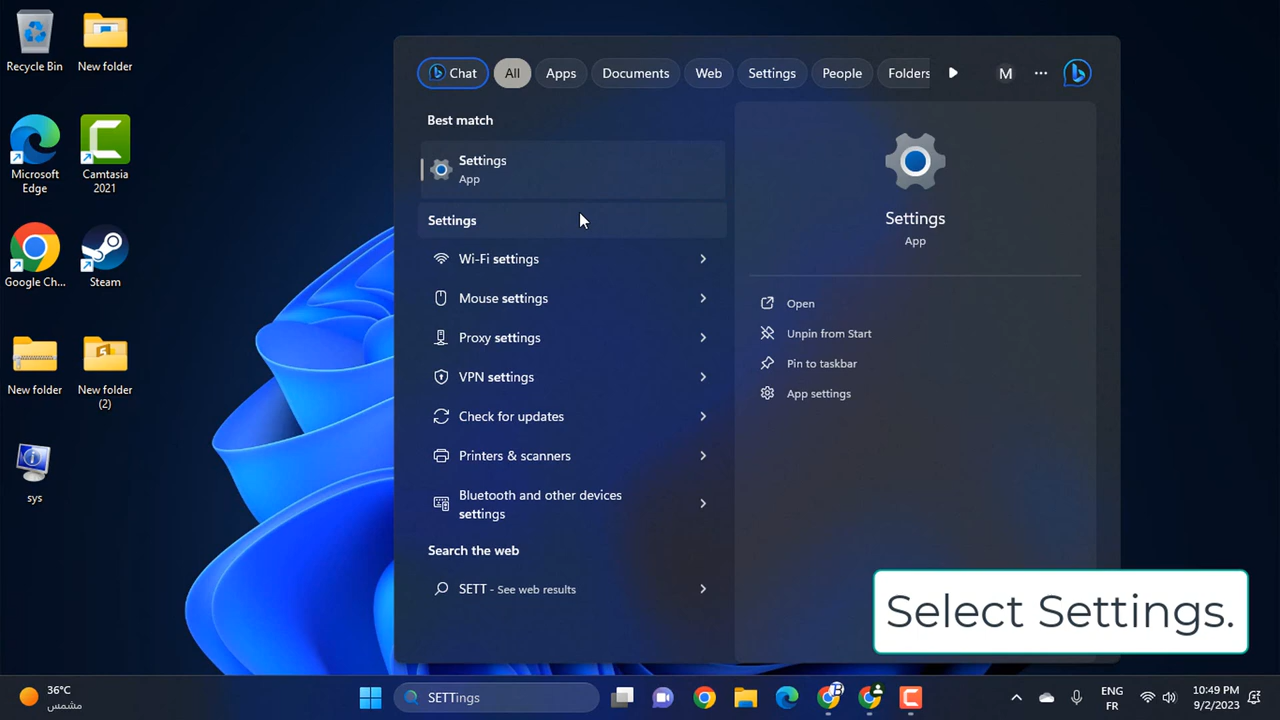 Recycle Bin
New folder
Microsoft
Edge
Camtasia
2021
Google Ch...
Steam
New folder
New folder
(2)
sys
Chat
All
Apps
Documents
Web
Settings
People
Folders
M
Best match
Settings
App
Settings
Wi-Fi settings
Mouse settings
Proxy settings
VPN settings
Check for updates
Printers & scanners
Bluetooth and other devices
settings
Search the web
SETT - See web results
Settings
App
Open
Unpin from Start
Pin to taskbar
App settings
Select Settings.
36°C
مشمس
SETTings
ENG
FR
10:49 PM
9/2/2023